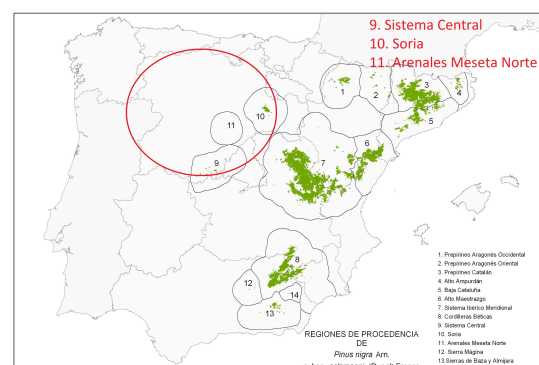 9. Sistema Central
10. Soria
11. Arenales Meseta Norte
1
2
3
4
5
6
7
8
9
10
11
12
13
14
1. Prepirineo Aragonés Occidental
2. Prepirineo Aragonés Oriental
3. Prepirineo Catalán
4. Alto Ampurdán
5. Baja Cataluña
6. Alto Maestrazgo
7. Sistema Ibérico Meridional
8. Cordilleras Béticas
9. Sistema Central
10. Soria
11. Arenales Meseta Norte
12. Sierra Magina
13.Sierras de Baza y Almijara
REGIONES DE PROCEDENCIA
DE
Pinus nigra Arn.